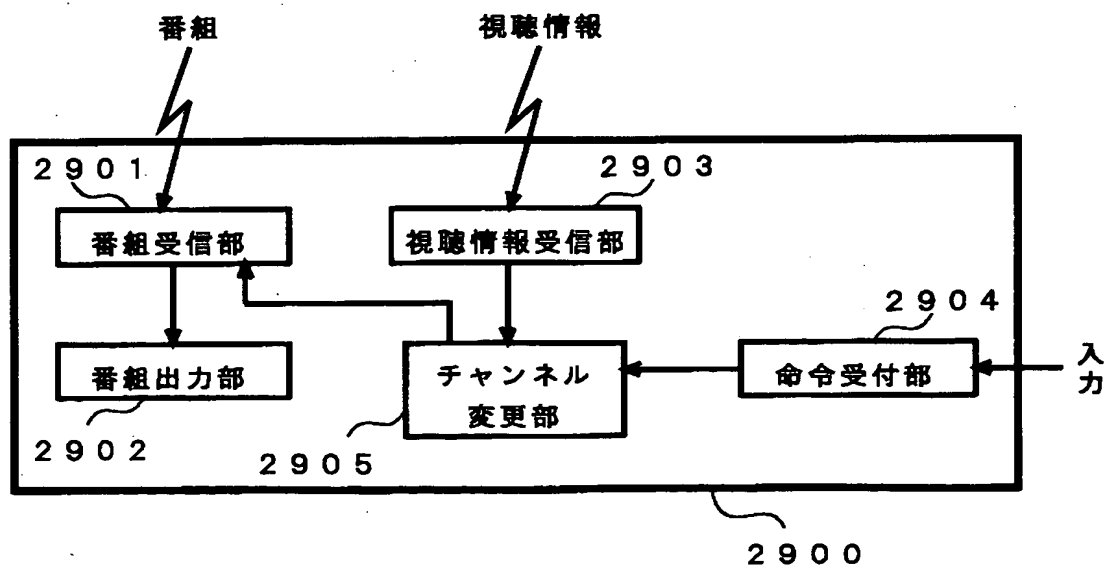 番組
視聴情報
２９０１
２９０３
番組受信部
視聴情報受信部
２９０４
番組出力部
チャンネル
変更部
命令受付部
入力
２９０２
２９０５
２９００